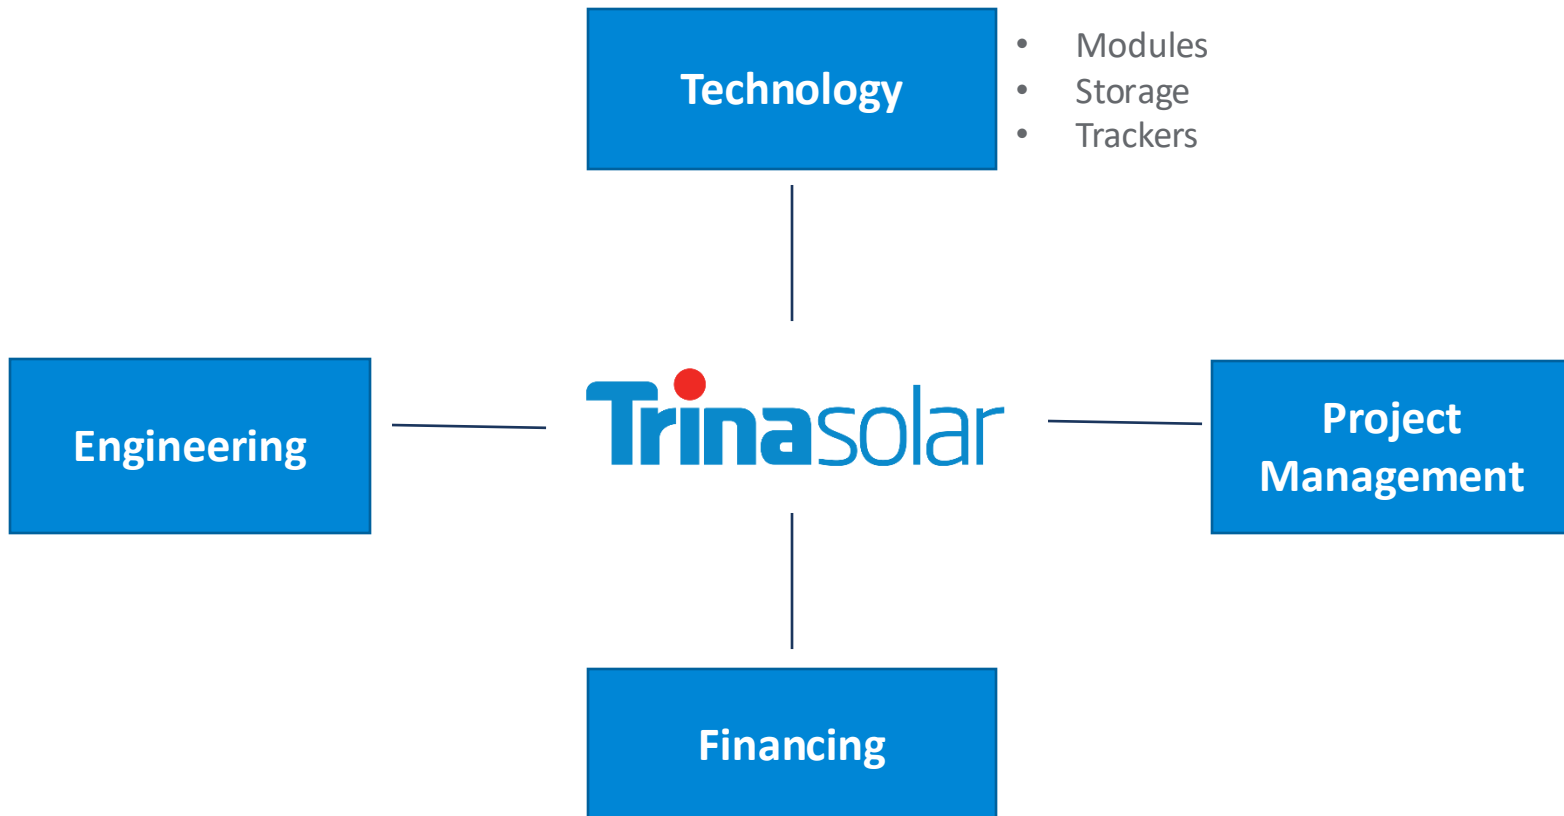 Technology
• Modules
• Storage
• Trackers
Engineering
Trinasolar
Project
Management
Financing